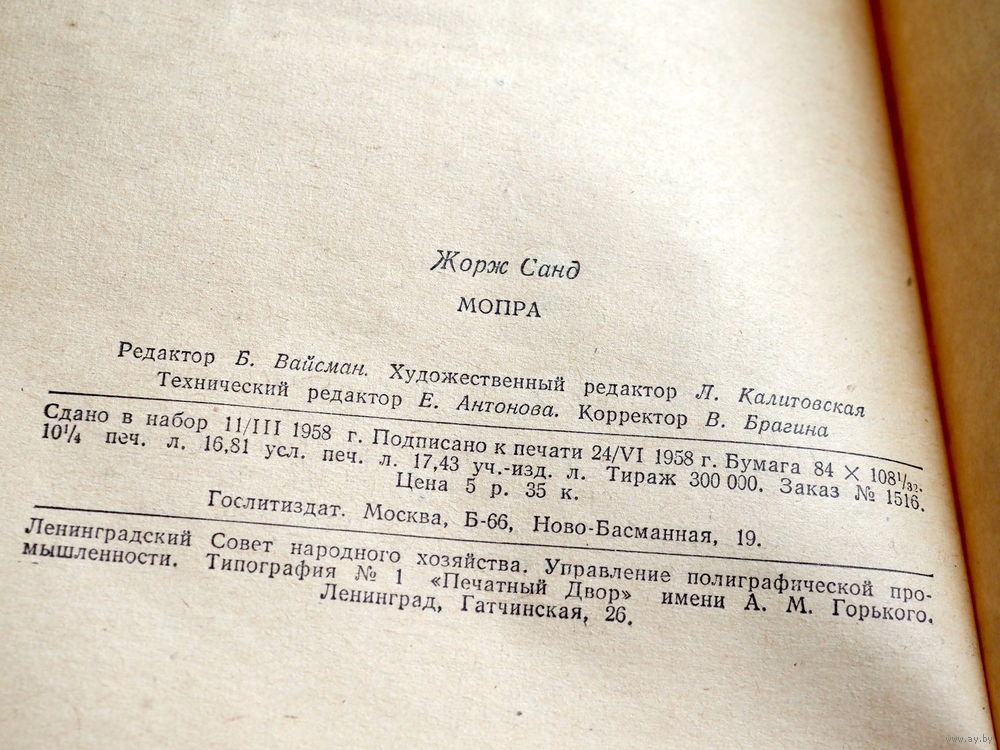 Жорж Санд
МОПРА
Редактор Б. Вайсман. Художественный редактор Л. Калитовская
Технический редактор Е. Антонова. Корректор В. Брагина
Сдано в набор 11/III 1958 г. Подписано к печати 24/VI 1958 г. Бумага 84 × 108¹/₃₂.
10¹/₄ печ. л. 16,81 усл. печ. л. 17,43 уч.-изд. л. Тираж 300 000. Заказ № 1516.
Цена 5 р. 35 к.
Гослитиздат. Москва, Б-66, Ново-Басманная, 19.
Ленинградский Совет народного хозяйства. Управление полиграфической про-
мышленности. Типография № 1 «Печатный Двор» имени А. М. Горького.
Ленинград, Гатчинская, 26.
www.ay.by